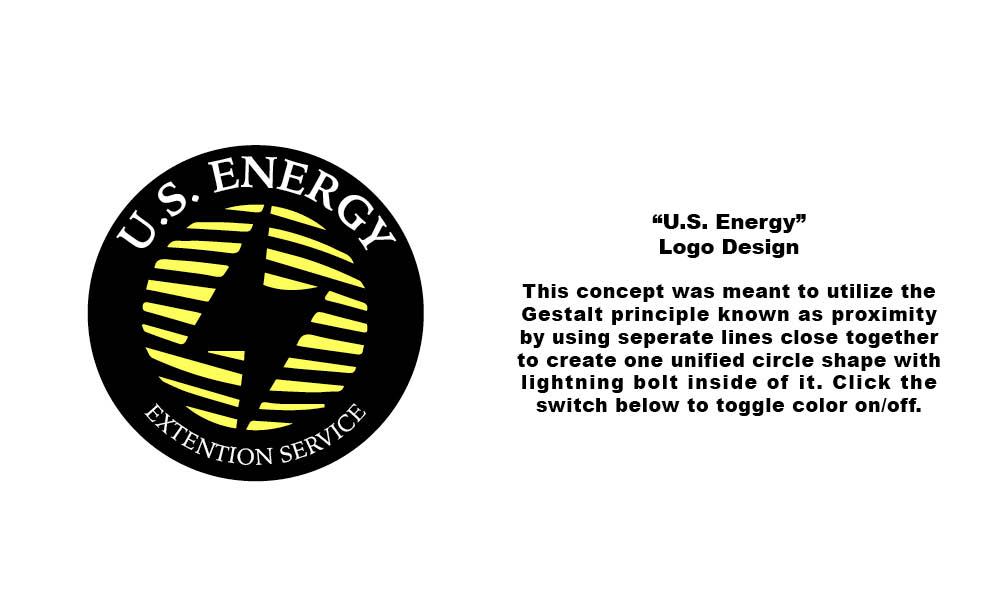 U.S. ENERGY
EXTENTION SERVICE
“U.S. Energy”
Logo Design
This concept was meant to utilize the
Gestalt principle known as proximity
by using seperate lines close together
to create one unified circle shape with
lightning bolt inside of it. Click the
switch below to toggle color on/off.